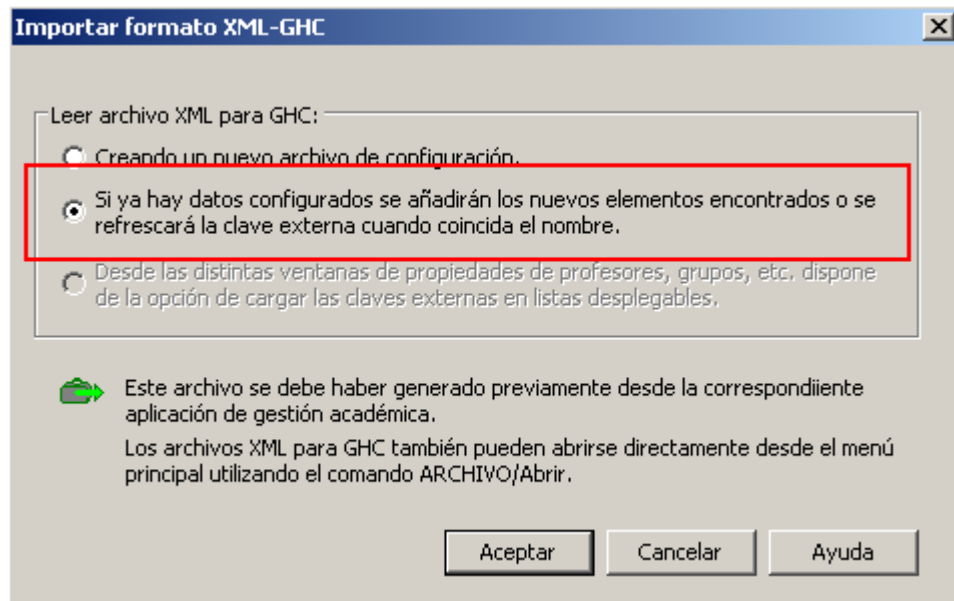 Importar formato XML-GHC
Leer archivo XML para GHC:
Creando un nuevo archivo de configuración.
Si ya hay datos configurados se añadirán los nuevos elementos encontrados o se
refrescará la clave externa cuando coincida el nombre.
Desde las distintas ventanas de propiedades de profesores, grupos, etc. dispone
de la opción de cargar las claves externas en listas desplegables.
Este archivo se debe haber generado previamente desde la correspondiiente
aplicación de gestión académica.
Los archivos XML para GHC también pueden abrirse directamente desde el menú
principal utilizando el comando ARCHIVO/Abrir.
Aceptar
Cancelar
Ayuda